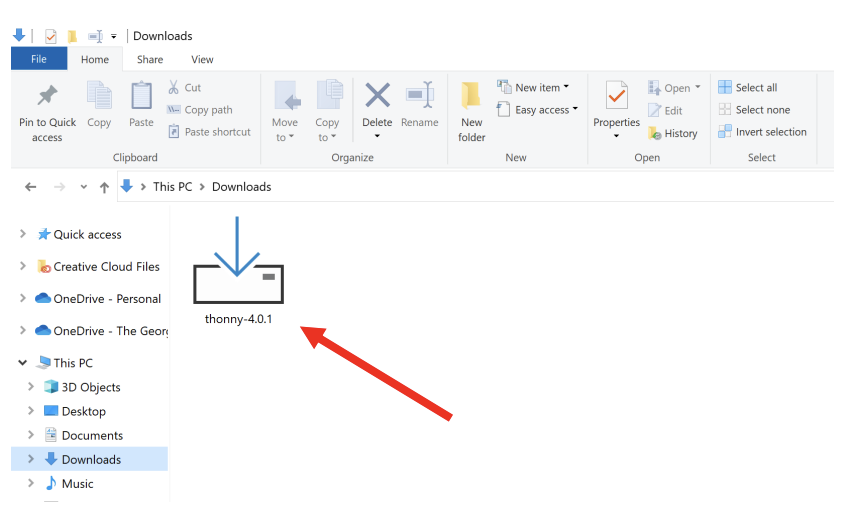 Downloads
File Home Share View
Pin to Quick access
Copy
Paste
Cut
Copy path
Paste shortcut
Clipboard
Move to
Copy to
Delete
Rename
Organize
New folder
New item
Easy access
New
Properties
Open
Edit
History
Open
Select all
Select none
Invert selection
Select
This PC > Downloads
Quick access
Creative Cloud Files
OneDrive - Personal
OneDrive - The Geor
This PC
3D Objects
Desktop
Documents
Downloads
Music
thonny-4.0.1